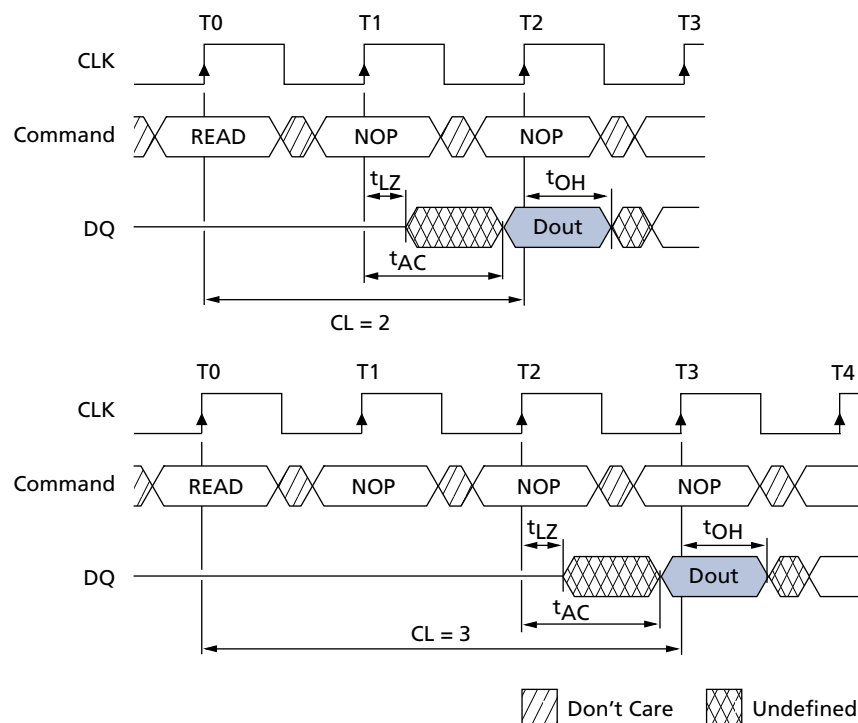 T0 T1 T2 T3
CLK
Command READ NOP NOP
tLZ tOH
DQ Dout
tAC
CL = 2
T0 T1 T2 T3 T4
CLK
Command READ NOP NOP NOP
tLZ tOH
DQ Dout
tAC
CL = 3
Don't Care Undefined